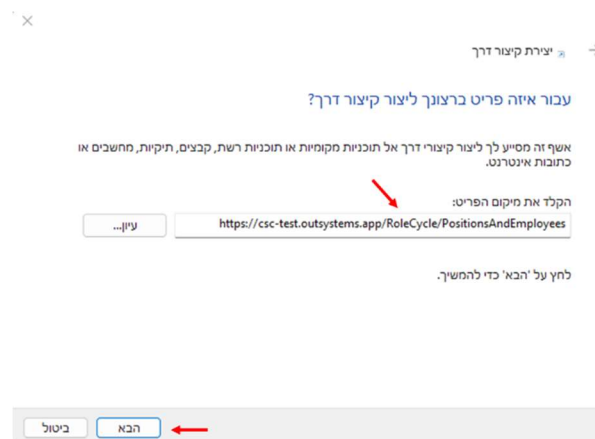 יצירת קיצור דרך
עבור איזה פריט ברצונך ליצור קיצור דרך?
אשף זה מסייע לך ליצור קיצורי דרך אל תוכניות מקומיות או תוכניות רשת, קבצים, תיקיות, מחשבים או
כתובות אינטרנט.
הקלד את מיקום הפריט:
https://csc-test.outsystems.app/RoleCycle/PositionsAndEmployees
עיון...
לחץ על 'הבא' כדי להמשיך.
הבא
ביטול